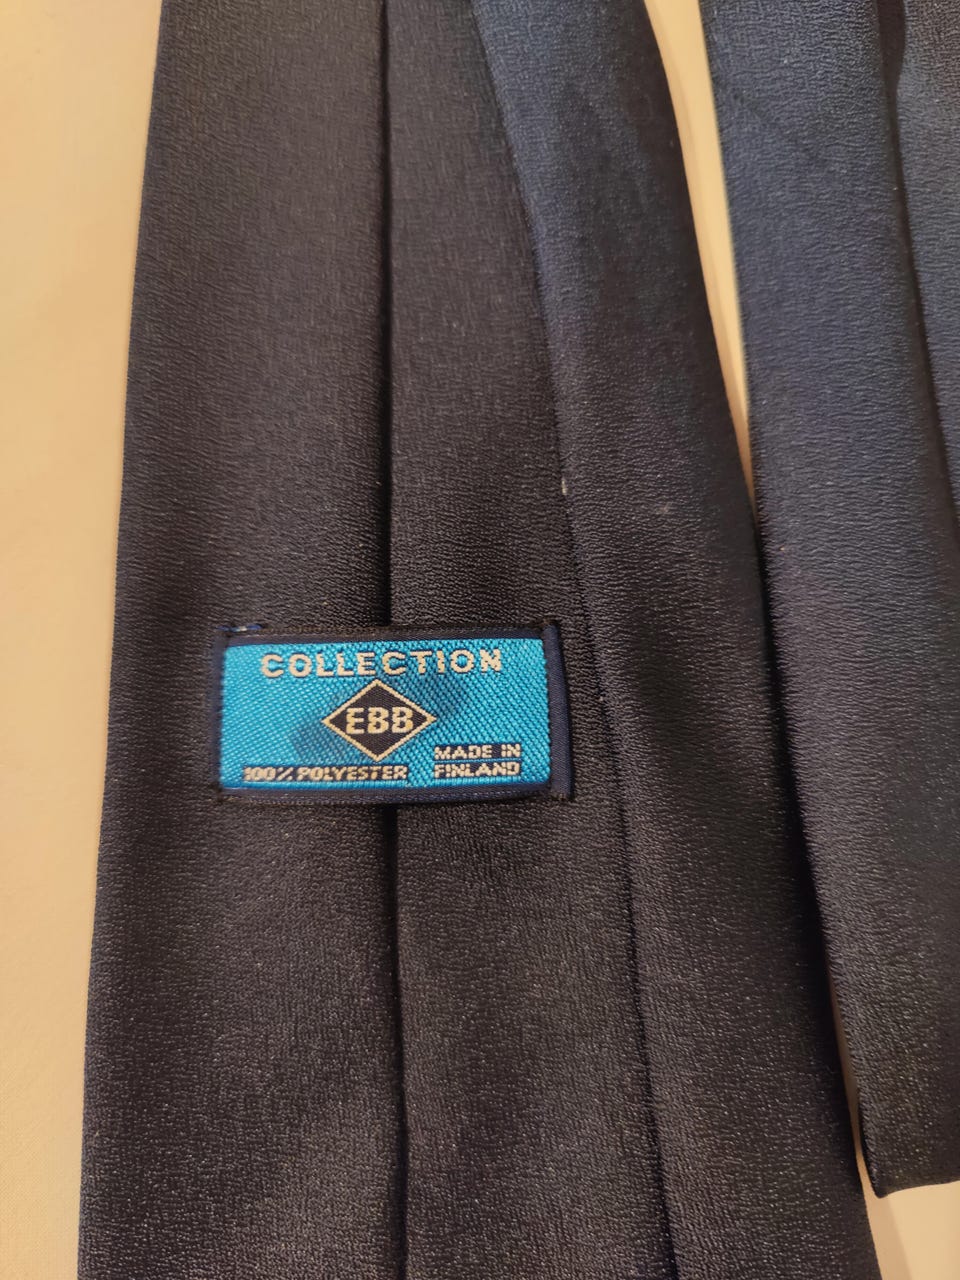 COLLECTION
EBB
100% POLYESTER
MADE IN
FINLAND